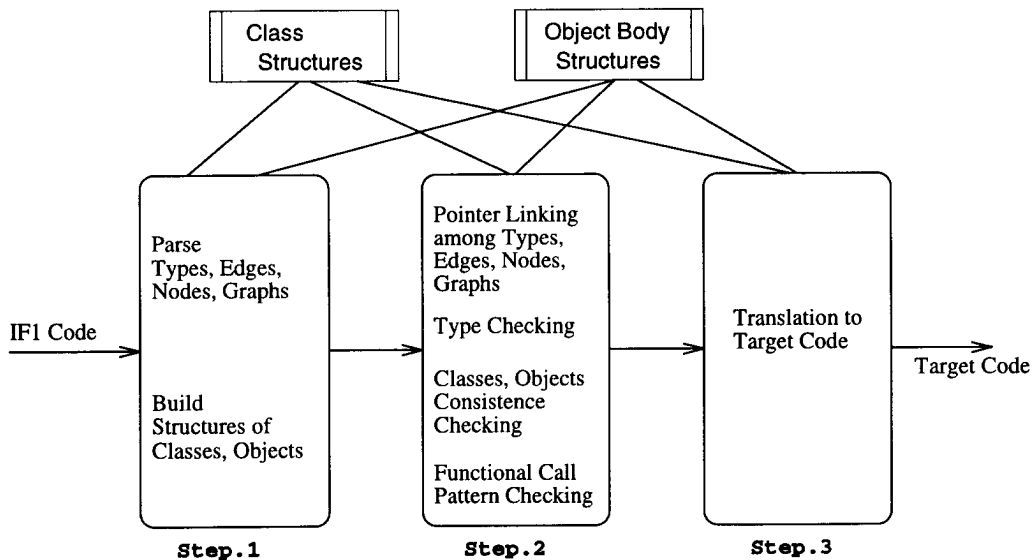 Class
Structures
Object Body
Structures
IF1 Code
Parse
Types, Edges,
Nodes, Graphs
Build
Structures of
Classes, Objects
Pointer Linking
among Types,
Edges, Nodes,
Graphs
Type Checking
Classes, Objects
Consistence
Checking
Functional Call
Pattern Checking
Translation to
Target Code
Target Code
Step.1
Step.2
Step.3